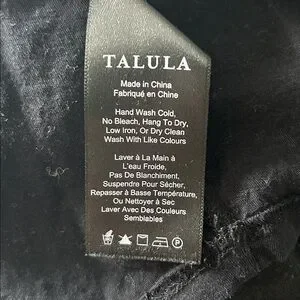 TALULA
Made in China
Fabriqué en Chine
Hand Wash Cold,
No Bleach, Hang To Dry,
Low Iron, Or Dry Clean
Wash With Like Colours
Laver à La Main à
L'eau Froide,
Pas De Blanchiment,
Suspendre Pour Sécher,
Repasser à Basse Température,
Ou Nettoyer à Sec
Laver Avec Des Couleurs
Semblables